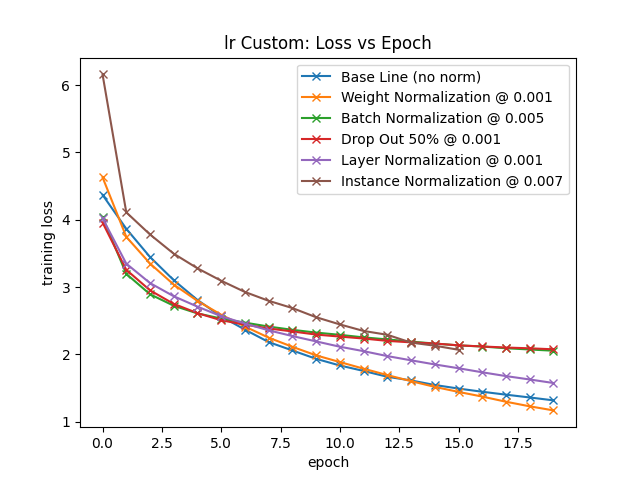 lr Custom: Loss vs Epoch
Base Line (no norm)
Weight Normalization @ 0.001
Batch Normalization @ 0.005
Drop Out 50% @ 0.001
Layer Normalization @ 0.001
Instance Normalization @ 0.007
training loss
6
5
4
3
2
1
0.0 2.5 5.0 7.5 10.0 12.5 15.0 17.5
epoch